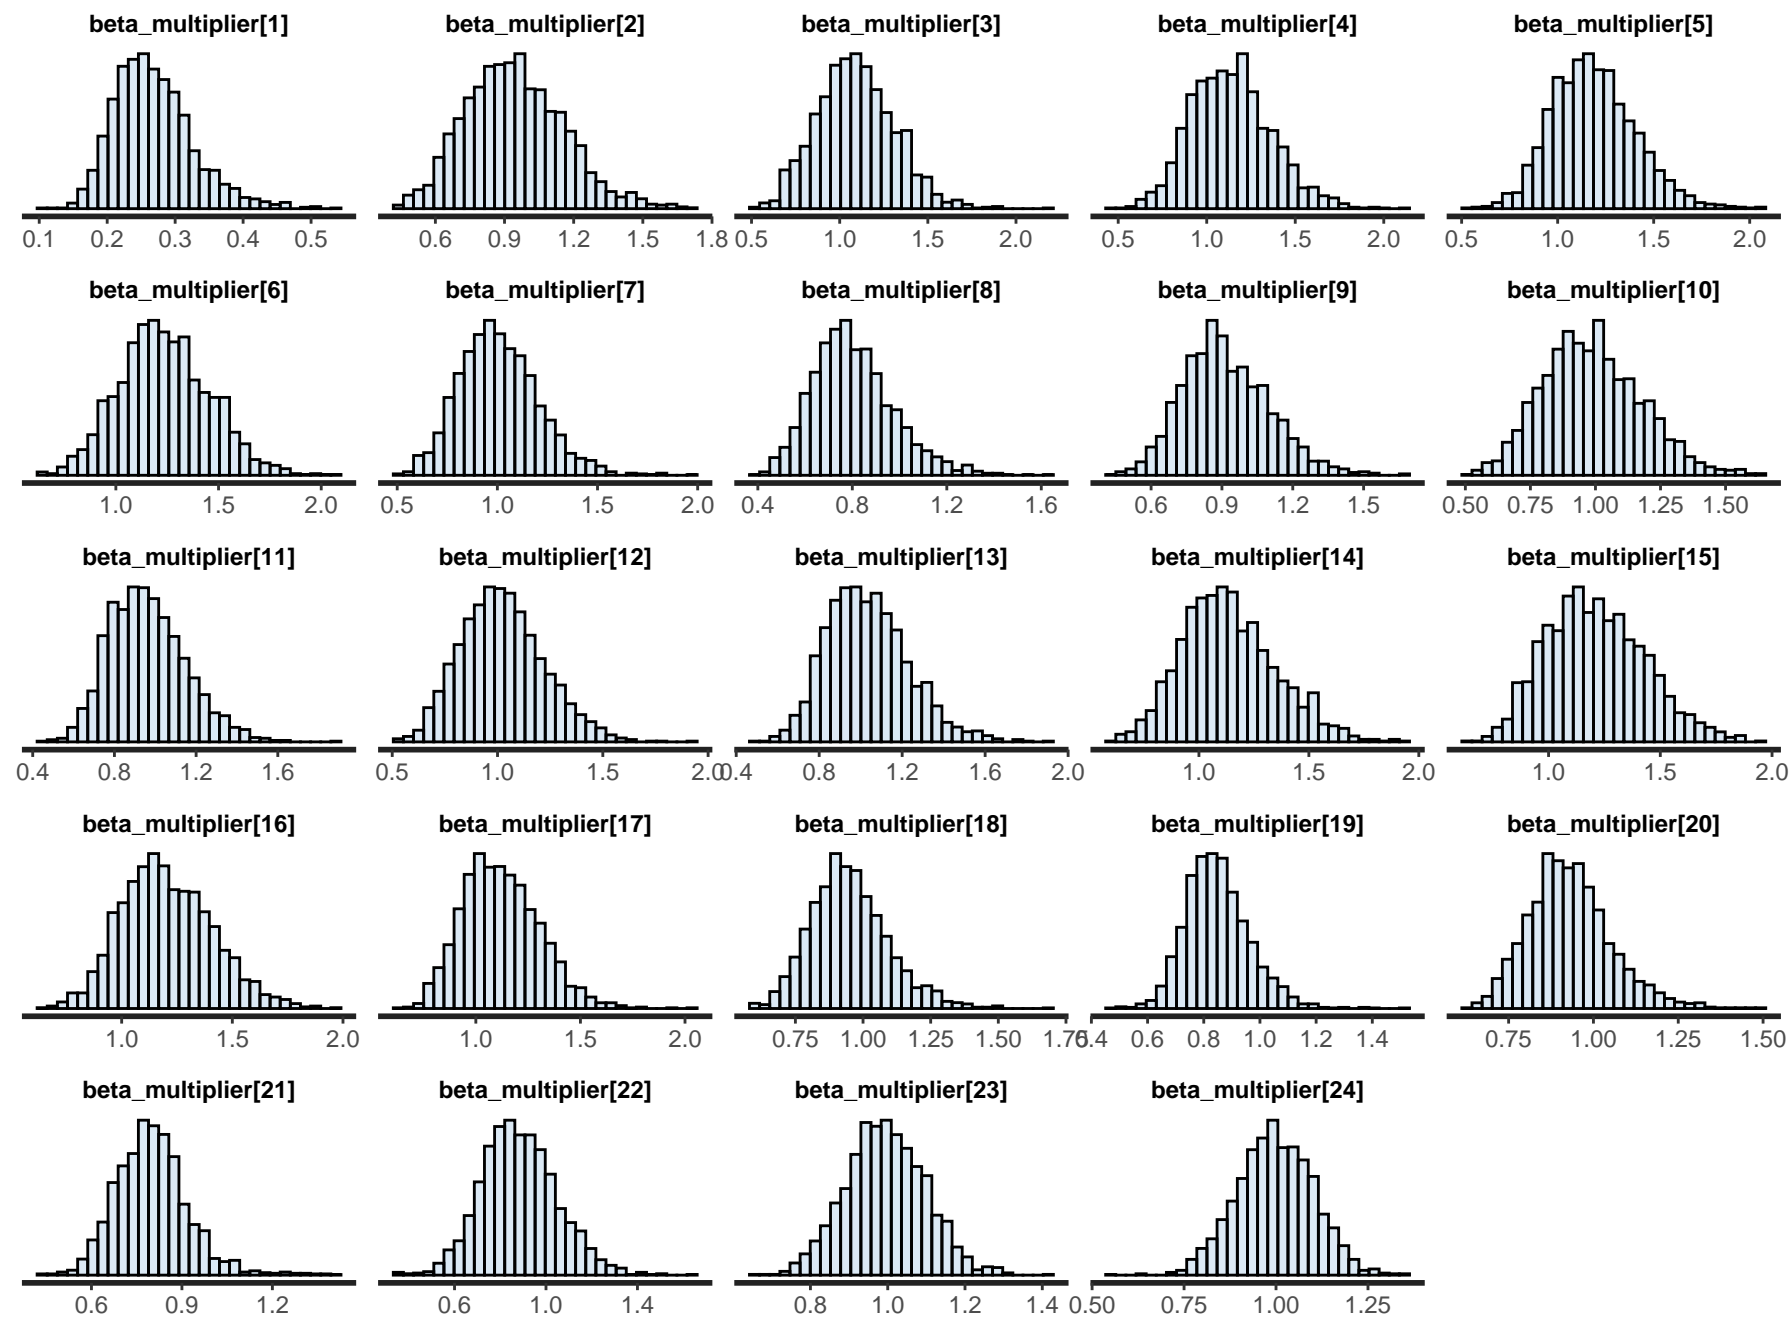 beta_multiplier[1] beta_multiplier[2] beta_multiplier[3] beta_multiplier[4] beta_multiplier[5]
0.1 0.2 0.3 0.4 0.5 0.6 0.9 1.2 1.5 1.8 0.5 1.0 1.5 2.0 0.5 1.0 1.5 2.0 0.5 1.0 1.5 2.0
beta_multiplier[6] beta_multiplier[7] beta_multiplier[8] beta_multiplier[9] beta_multiplier[10]
1.0 1.5 2.0 0.5 1.0 1.5 2.0 0.4 0.8 1.2 1.6 0.6 0.9 1.2 1.5 0.50 0.75 1.00 1.25 1.50
beta_multiplier[11] beta_multiplier[12] beta_multiplier[13] beta_multiplier[14] beta_multiplier[15]
0.4 0.8 1.2 1.6 0.5 1.0 1.5 2.0 0.4 0.8 1.2 1.6 2.0 1.0 1.5 2.0 1.0 1.5 2.0
beta_multiplier[16] beta_multiplier[17] beta_multiplier[18] beta_multiplier[19] beta_multiplier[20]
1.0 1.5 2.0 1.0 1.5 2.0 0.75 1.00 1.25 1.50 1.75 0.4 0.6 0.8 1.0 1.2 1.4 0.75 1.00 1.25 1.50
beta_multiplier[21] beta_multiplier[22] beta_multiplier[23] beta_multiplier[24]
0.6 0.9 1.2 0.6 1.0 1.4 0.8 1.0 1.2 1.4 0.50 0.75 1.00 1.25